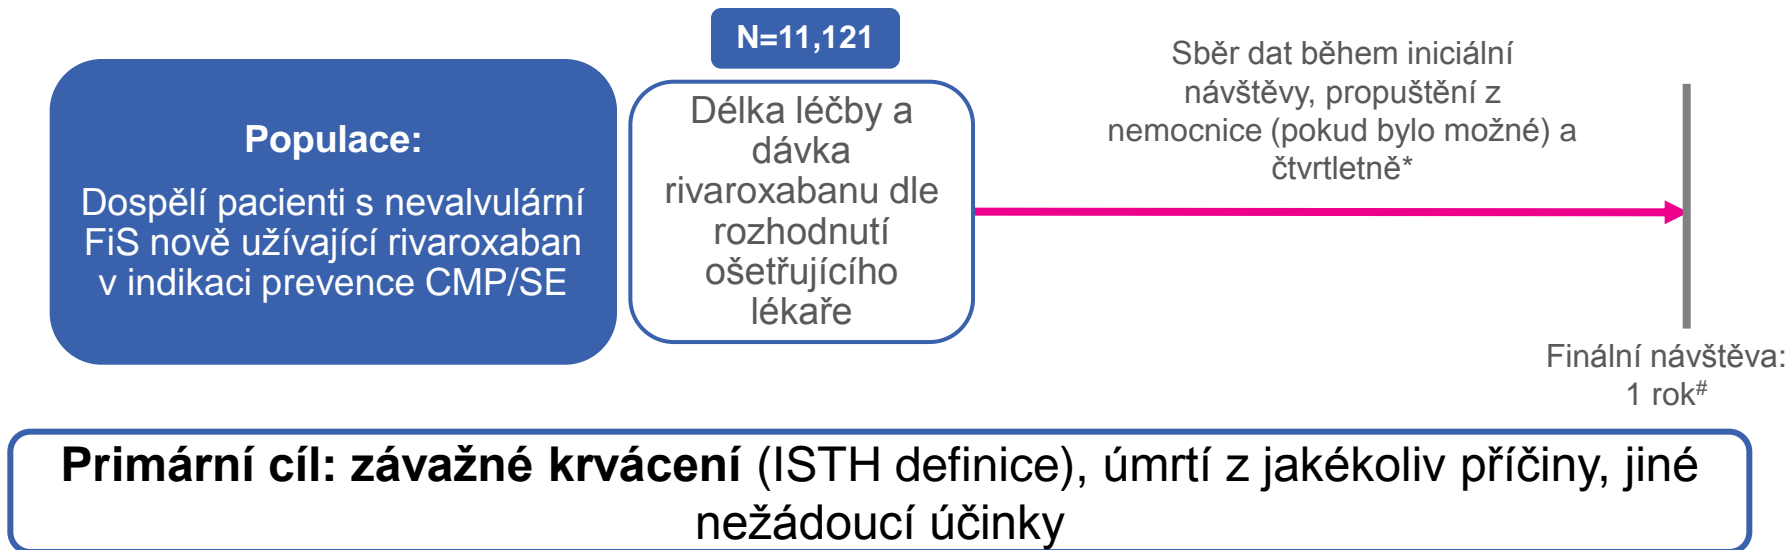 N=11,121
Populace:
Dospělí pacienti s nevalvulární
FiS nově užívající rivaroxaban
v indikaci prevence CMP/SE
Délka léčby a
dávka
rivaroxabanu dle
rozhodnutí
ošetřujícího
lékaře
Sběr dat během iniciální
návštěvy, propuštění z
nemocnice (pokud bylo možné) a
čtvrtletně*
Finální návštěva:
1 rok#
Primární cíl: závažné krvácení (ISTH definice), úmrtí z jakékoliv příčiny, jiné
nežádoucí účinky